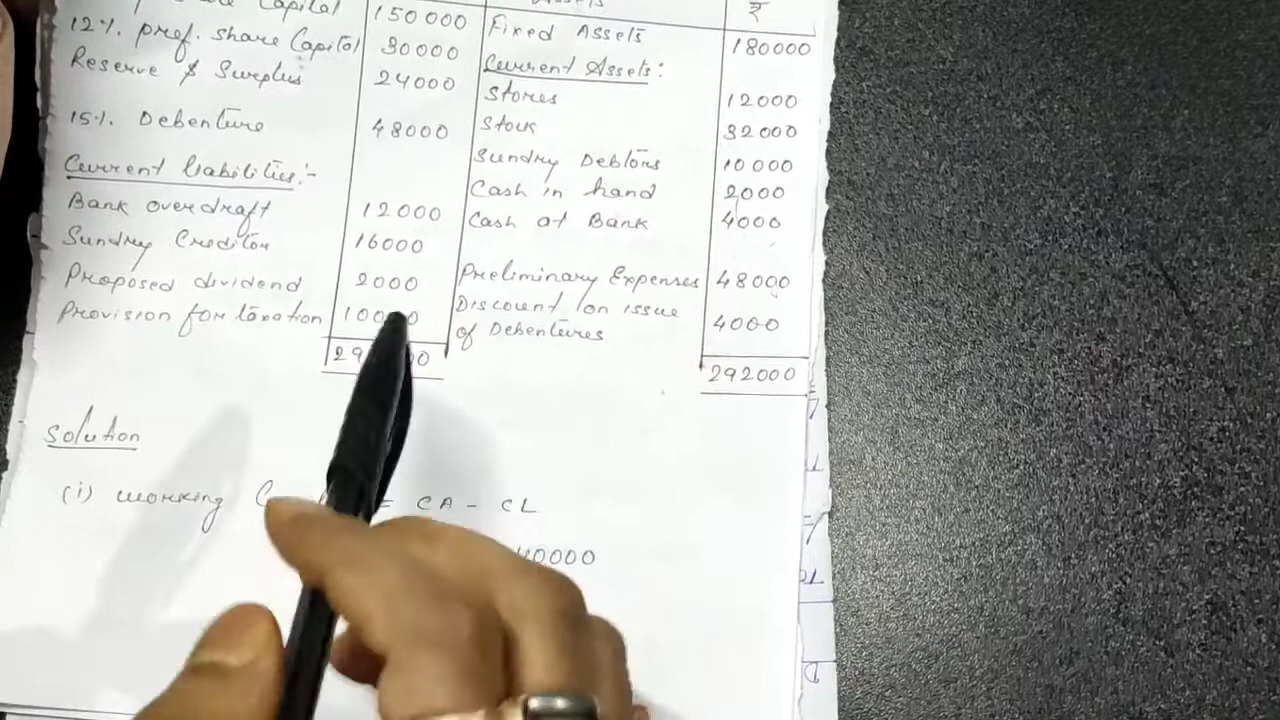 Capital 150000 Assets ₹
12%. Pref. Share Capital 30000 Fixed Assets 180000
Reserve & Surplus 24000 Current Assets:
Stores 12000
15%. Debenture 48000 Stock 32000
Current liabilities:- Sundry Debtors 10000
Cash in hand 2000
Bank overdraft 12000 Cash at Bank 4000
Sundry Creditor 16000
Proposed dividend 2000 Preliminary Expenses 48000
Provision for taxation Discount on issue
of Debentures 4000
292000
Solution
(i) working = CA - CL
40000